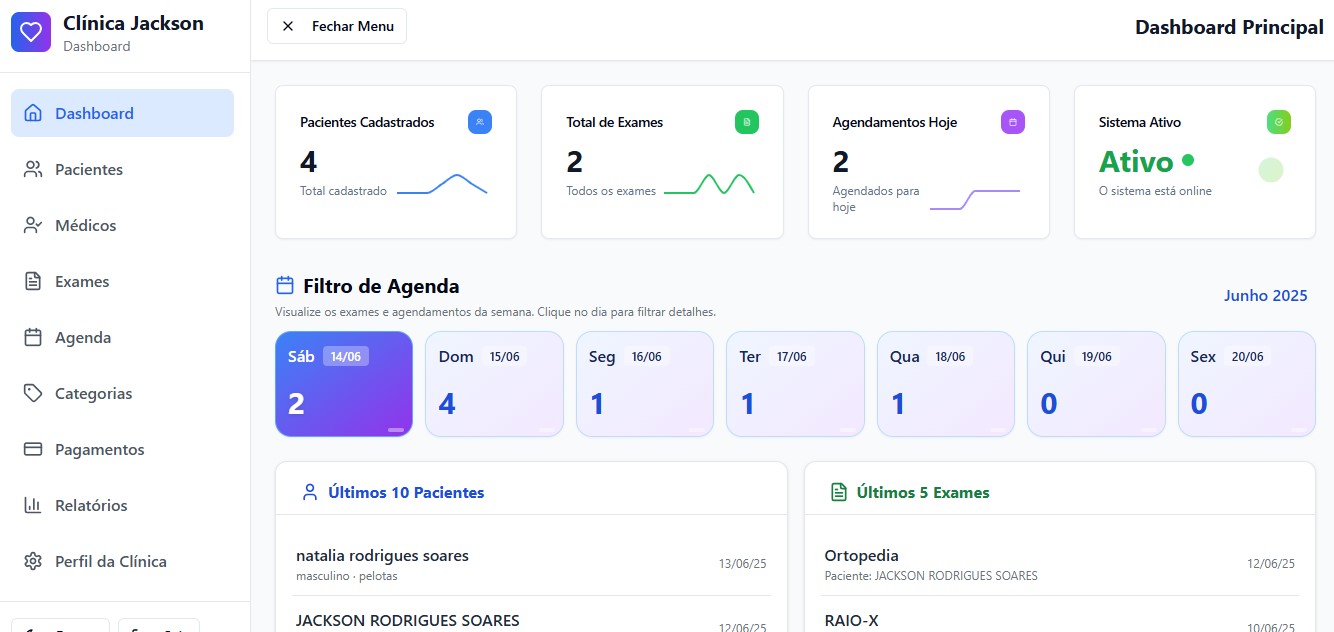 Clínica Jackson
Dashboard
Dashboard
Pacientes
Médicos
Exames
Agenda
Categorias
Pagamentos
Relatórios
Perfil da Clínica
Fechar Menu
Dashboard Principal
Pacientes Cadastrados
4
Total cadastrado
Total de Exames
2
Todos os exames
Agendamentos Hoje
2
Agendados para
hoje
Sistema Ativo
Ativo
O sistema está online
Filtro de Agenda
Visualize os exames e agendamentos da semana. Clique no dia para filtrar detalhes.
Junho 2025
Sáb 14/06
2
Dom 15/06
4
Seg 16/06
1
Ter 17/06
1
Qua 18/06
1
Qui 19/06
0
Sex 20/06
0
Últimos 10 Pacientes
natalia rodrigues soares
masculino · pelotas
13/06/25
JACKSON RODRIGUES SOARES
12/06/25
Últimos 5 Exames
Ortopedia
Paciente: JACKSON RODRIGUES SOARES
12/06/25
RAIO-X
10/06/25